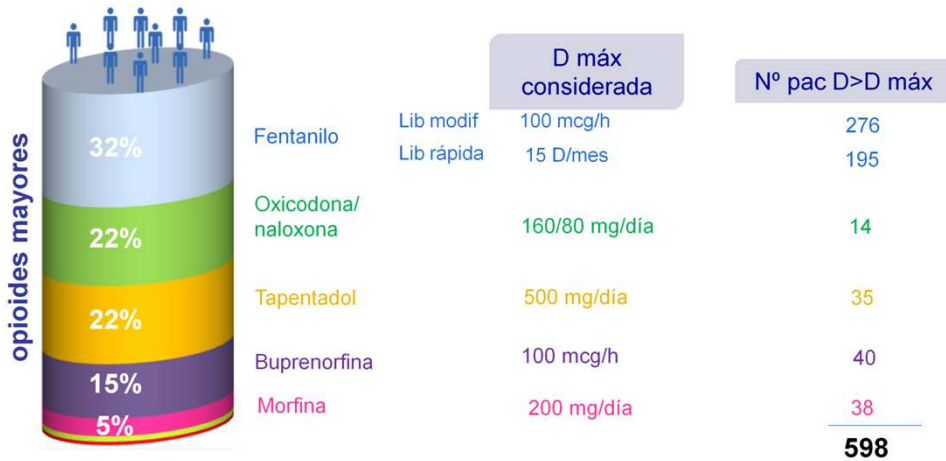 opioides mayores
D máx
considerada
Nº pac D>D máx
32%
Fentanilo
Lib modif
100 mcg/h
276
Lib rápida
15 D/mes
195
22%
Oxicodona/
naloxona
160/80 mg/día
14
22%
Tapentadol
500 mg/día
35
15%
Buprenorfina
100 mcg/h
40
5%
Morfina
200 mg/día
38
598